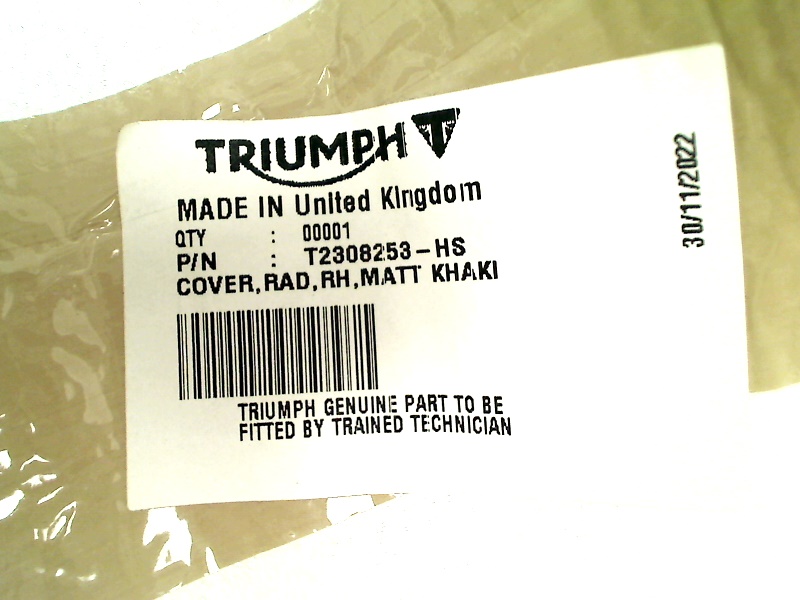 TRIUMPH
MADE IN United Kingdom
QTY : 00001
P/N : T2308253-HS
COVER,RAD,RH,MATT KHAKI
TRIUMPH GENUINE PART TO BE
FITTED BY TRAINED TECHNICIAN
30/11/2022